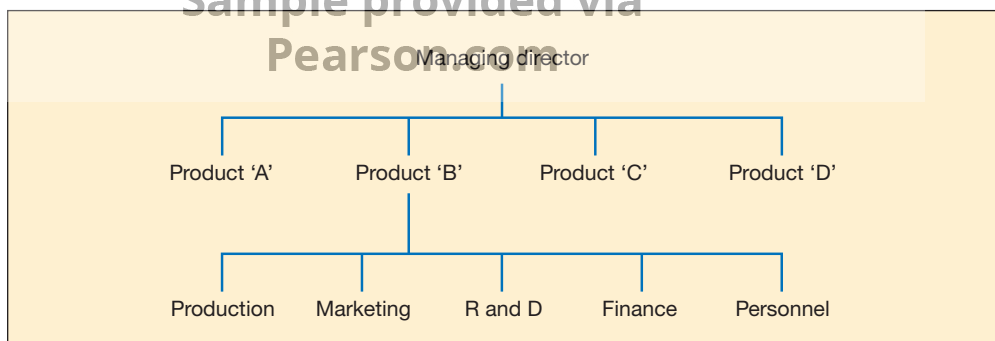 Sample provided via
Pearson.com
Managing director
Product ‘A’ Product ‘B’ Product ‘C’ Product ‘D’
Production Marketing R and D Finance Personnel